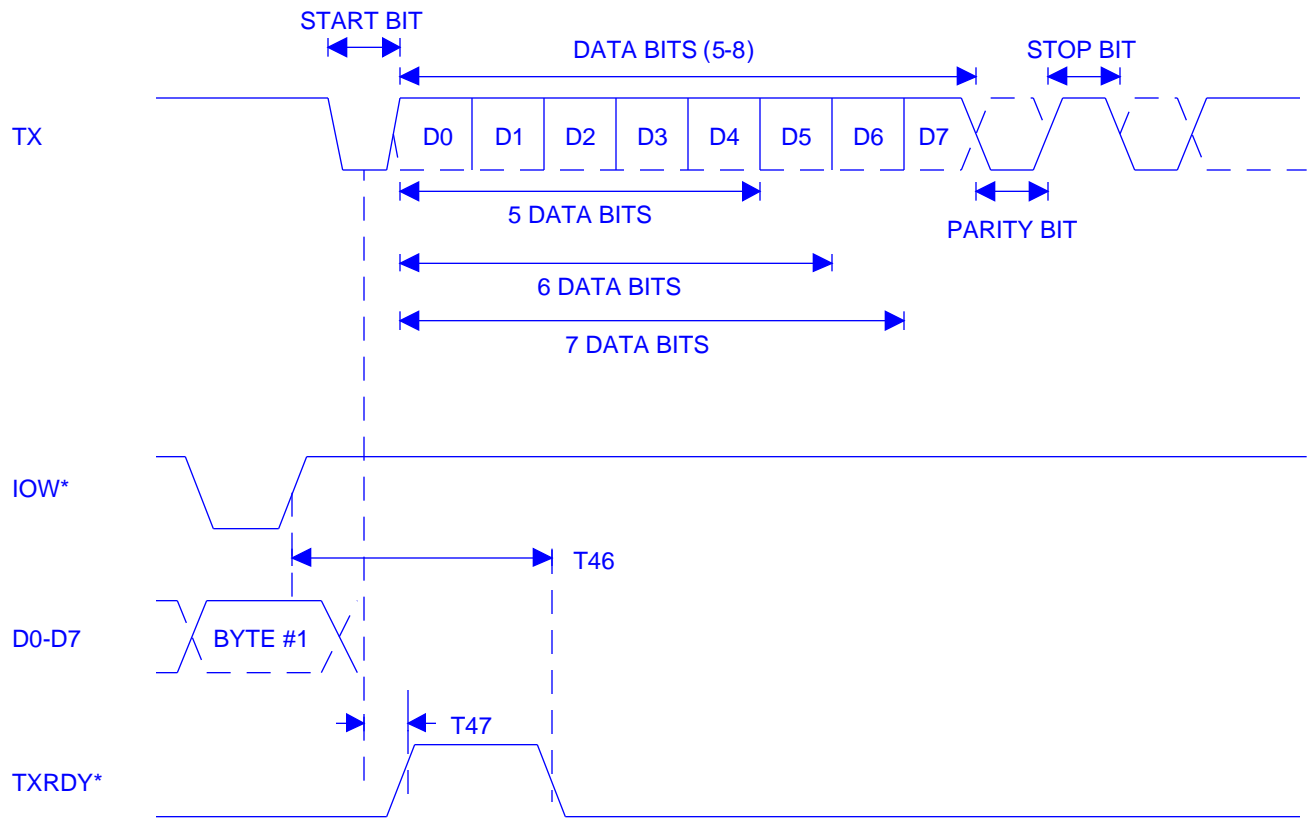 START BIT
DATA BITS (5-8)
STOP BIT
TX
D0 D1 D2 D3 D4 D5 D6 D7
5 DATA BITS
PARITY BIT
6 DATA BITS
7 DATA BITS
IOW*
T46
D0-D7
BYTE #1
T47
TXRDY*